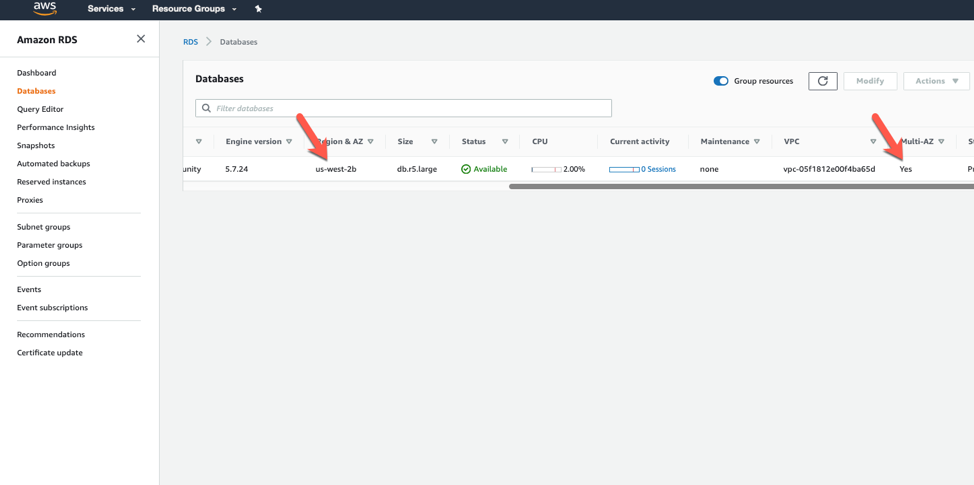 aws
Services
Resource Groups
Amazon RDS
Dashboard
Databases
Query Editor
Performance Insights
Snapshots
Automated backups
Reserved instances
Proxies
Subnet groups
Parameter groups
Option groups
Events
Event subscriptions
Recommendations
Certificate update
RDS > Databases
Databases
Group resources
Modify
Actions
Filter databases
Engine version Region & AZ Size Status CPU Current activity Maintenance VPC Multi-AZ
unity 5.7.24 us-west-2b db.r5.large Available 2.00% 0 Sessions none vpc-05f1812e00f4ba65d Yes